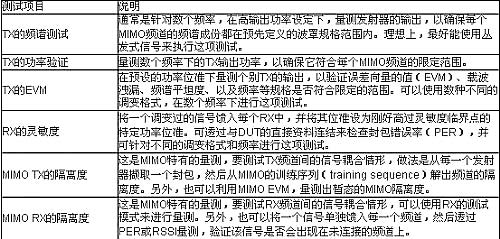 测试项目
说明
TX的频谱测试
通常是针对数个频率，在高输出功率设定下，量测发射器的输出，以确保每个
MIMO频道的频谱成份都在预先定义的波罩规格范围内。理想上，最好能使用丛
发式信号来执行这项测试。
TX的功率验证
量测数个频率下的TX输出功率，以确保它符合每个MIMO频道的限定范围。
TX的EVM
在预设的功率位准下量测个别TX的输出，以验证误差向量的值（EVM）、载波
泄漏、频谱平坦度、以及频率等规格是否符合限定的范围。可以使用数种不同的
调变格式，在数个频率下进行这项测试。
RX的灵敏度
将一个调变过的信号馈入每个RX中，并将其位准设为刚好高过灵敏度临界点的
特定功率位准。可透过与DUT的直接资料连结来检查封包错误率（PER），并
可针对不同的调变格式和频率进行这项测试。
MIMO TX的隔离度
这是MIMO特有的量测，要测试TX频道间的信号耦合情形，做法是从每一个发射
器撷取一个封包，然后从MIMO的训练序列（training sequence）解出频道的隔
离度。另外，也可以利用MIMO EVM，量测出暂态的MIMO隔离度。
MIMO RX的隔离度
这是MIMO特有的量测，要测试RX频道间的信号耦合情形，可以使用RX的测试
模式来进行量测。另外，也可以将一个信号单独馈入每一个频道，然后透过
PER或RSSI量测，验证该信号是否会出现在未连接的频道上。